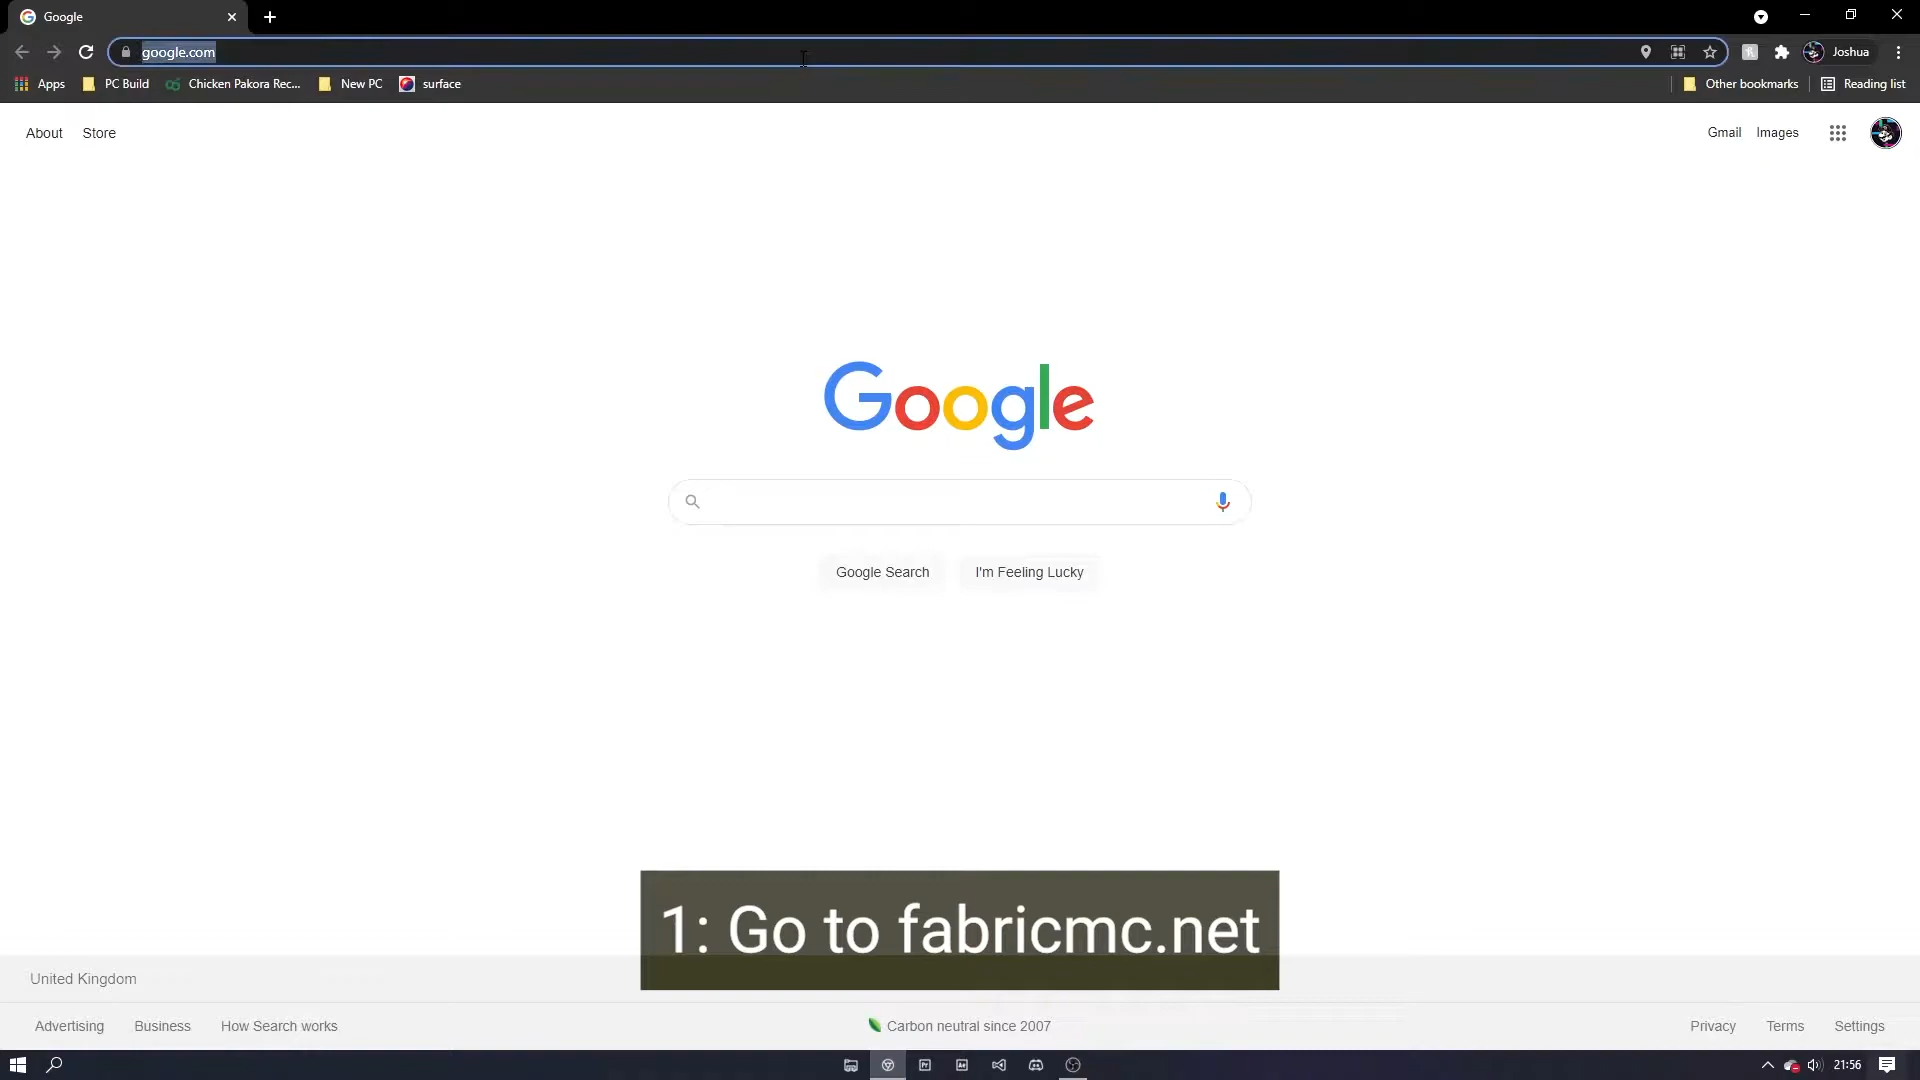 Google
google.com
Joshua
Apps
PC Build
Chicken Pakora Rec...
New PC
surface
Other bookmarks
Reading list
About
Store
Gmail
Images
Google
Google Search
I'm Feeling Lucky
1: Go to fabricmc.net
United Kingdom
Advertising
Business
How Search works
Carbon neutral since 2007
Privacy
Terms
Settings
Pr
Ae
21:56